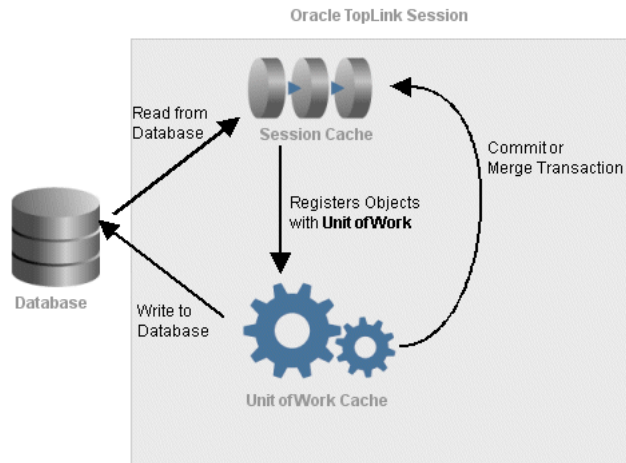 Oracle TopLink Session
Read from
Database
Session Cache
Commit or
Merge Transaction
Registers Objects
with Unit of Work
Database
Write to
Database
Unit of Work Cache